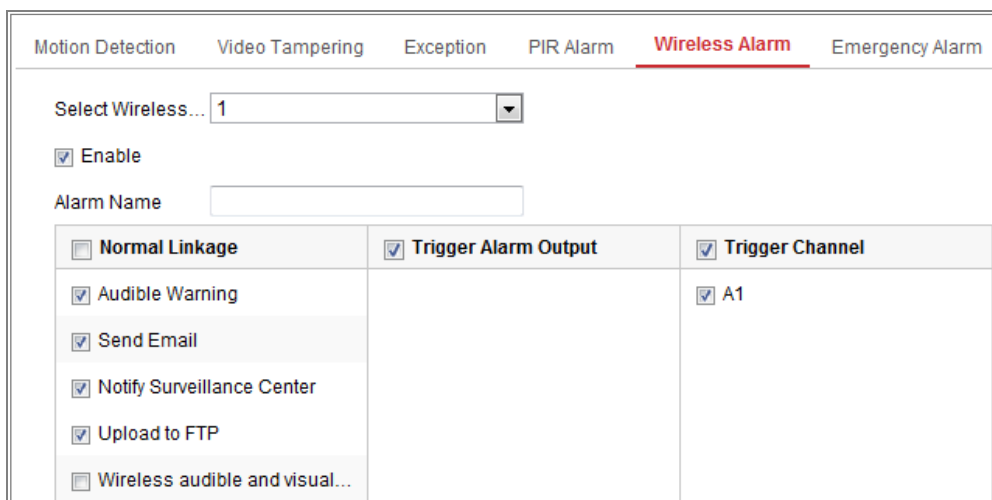 Motion Detection Video Tampering Exception PIR Alarm Wireless Alarm Emergency Alarm
Select Wireless... 1
Enable
Alarm Name
Normal Linkage Trigger Alarm Output Trigger Channel
Audible Warning A1
Send Email
Notify Surveillance Center
Upload to FTP
Wireless audible and visual...